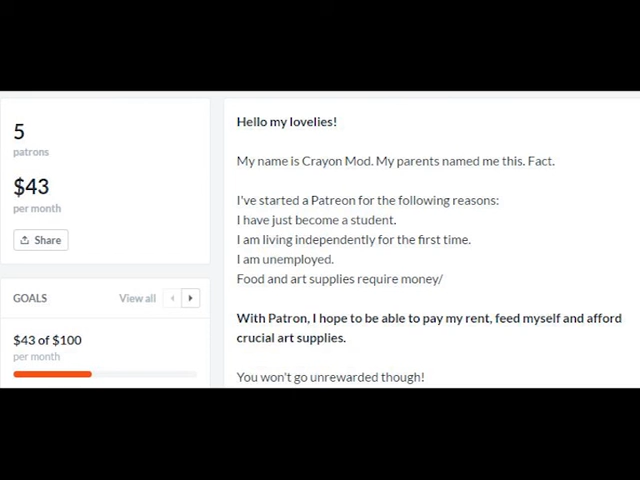 5
patrons
$43
per month
Share
GOALS
View all
$43 of $100
per month
Hello my lovelies!
My name is Crayon Mod. My parents named me this. Fact.
I've started a Patreon for the following reasons:
I have just become a student.
I am living independently for the first time.
I am unemployed.
Food and art supplies require money/
With Patron, I hope to be able to pay my rent, feed myself and afford
crucial art supplies.
You won't go unrewarded though!